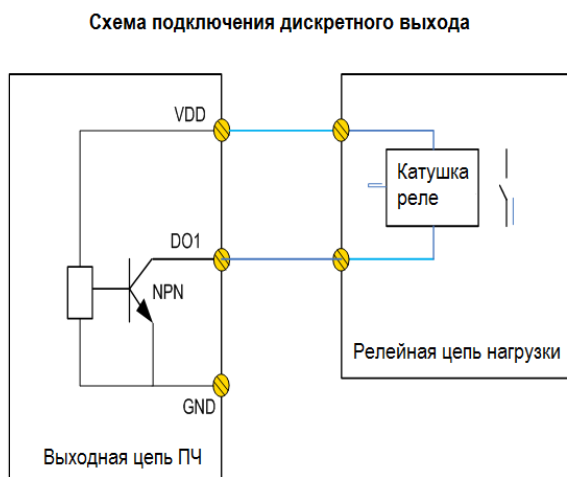 Схема подключения дискретного выхода
VDD
Катушка
реле
DO1
NPN
Релейная цепь нагрузки
GND
Выходная цепь ПЧ